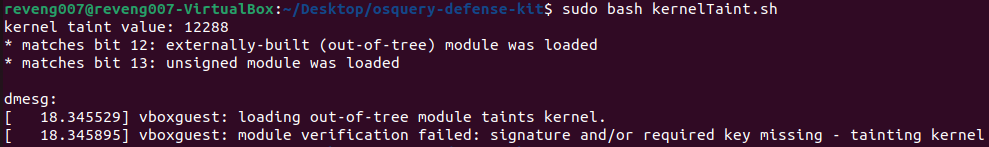 reveng007@reveng007-VirtualBox:~/Desktop/osquery-defense-kit$ sudo bash kernelTaint.sh
kernel taint value: 12288
* matches bit 12: externally-built (out-of-tree) module was loaded
* matches bit 13: unsigned module was loaded

dmesg:
[   18.345529] vboxguest: loading out-of-tree module taints kernel.
[   18.345895] vboxguest: module verification failed: signature and/or required key missing - tainting kernel